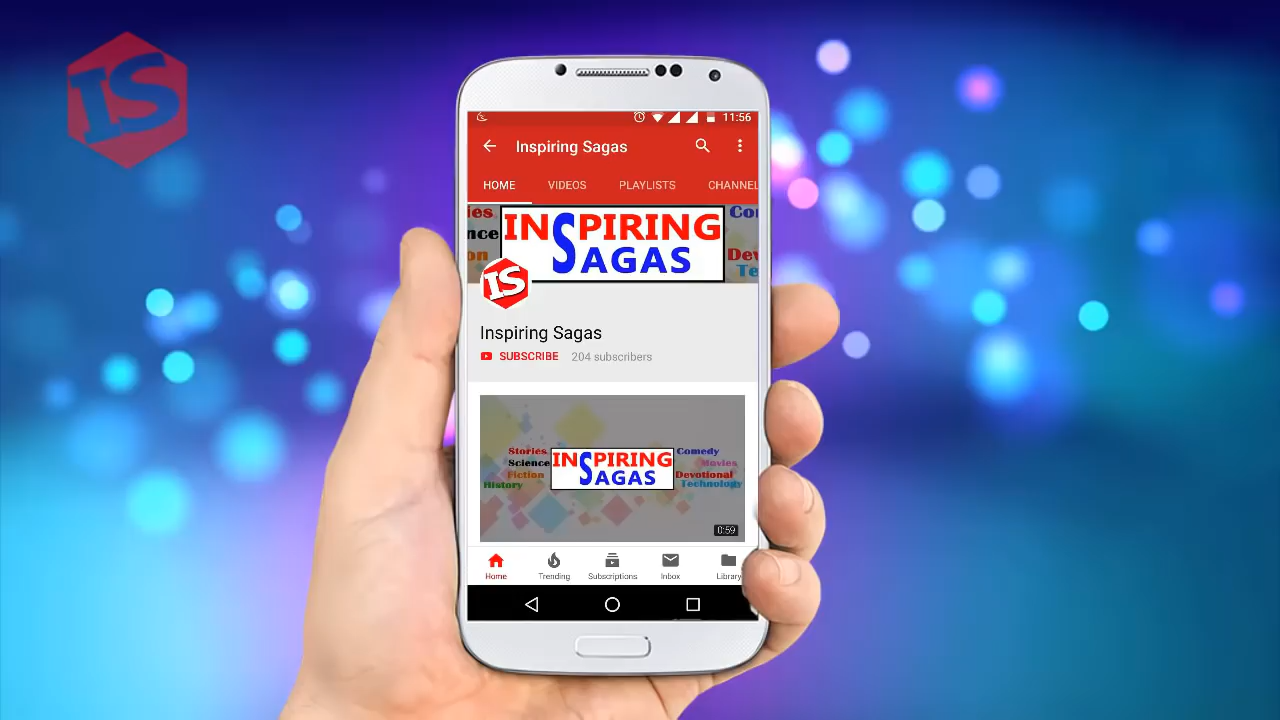 IS
11:56
Inspiring Sagas
HOME VIDEOS PLAYLISTS CHANNEL
INSPIRING
SAGAS
IS
Inspiring Sagas
SUBSCRIBE 204 subscribers
Stories
Science
Fiction
History
INSPIRING
SAGAS
Comedy
Movies
Devotional
Technology
0:59
Home Trending Subscriptions Inbox Library